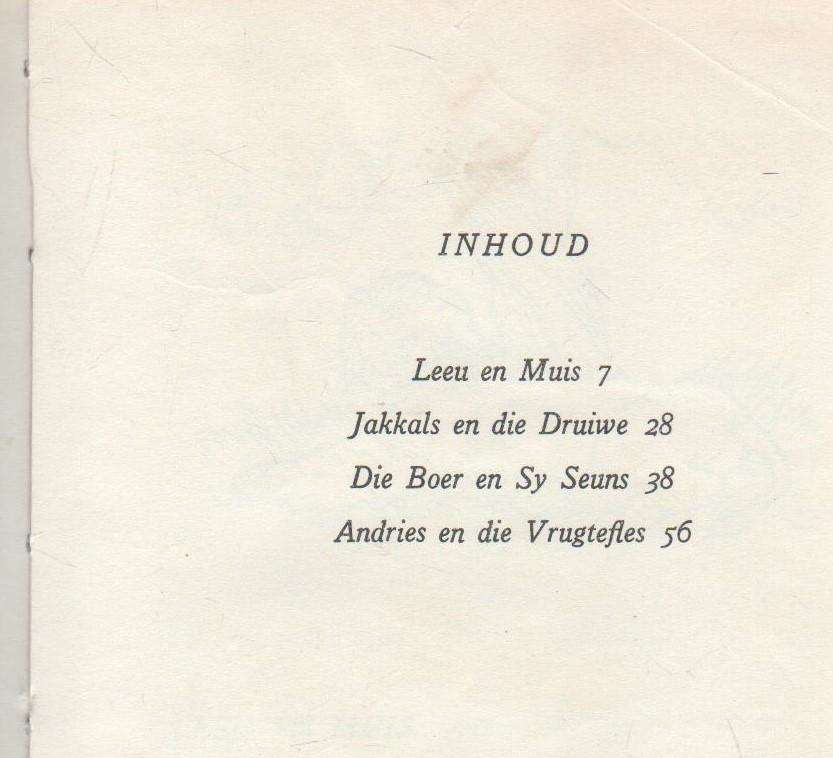 INHOUD
Leeu en Muis 7
Jakkals en die Druiwe 28
Die Boer en Sy Seuns 38
Andries en die Vrugtefles 56